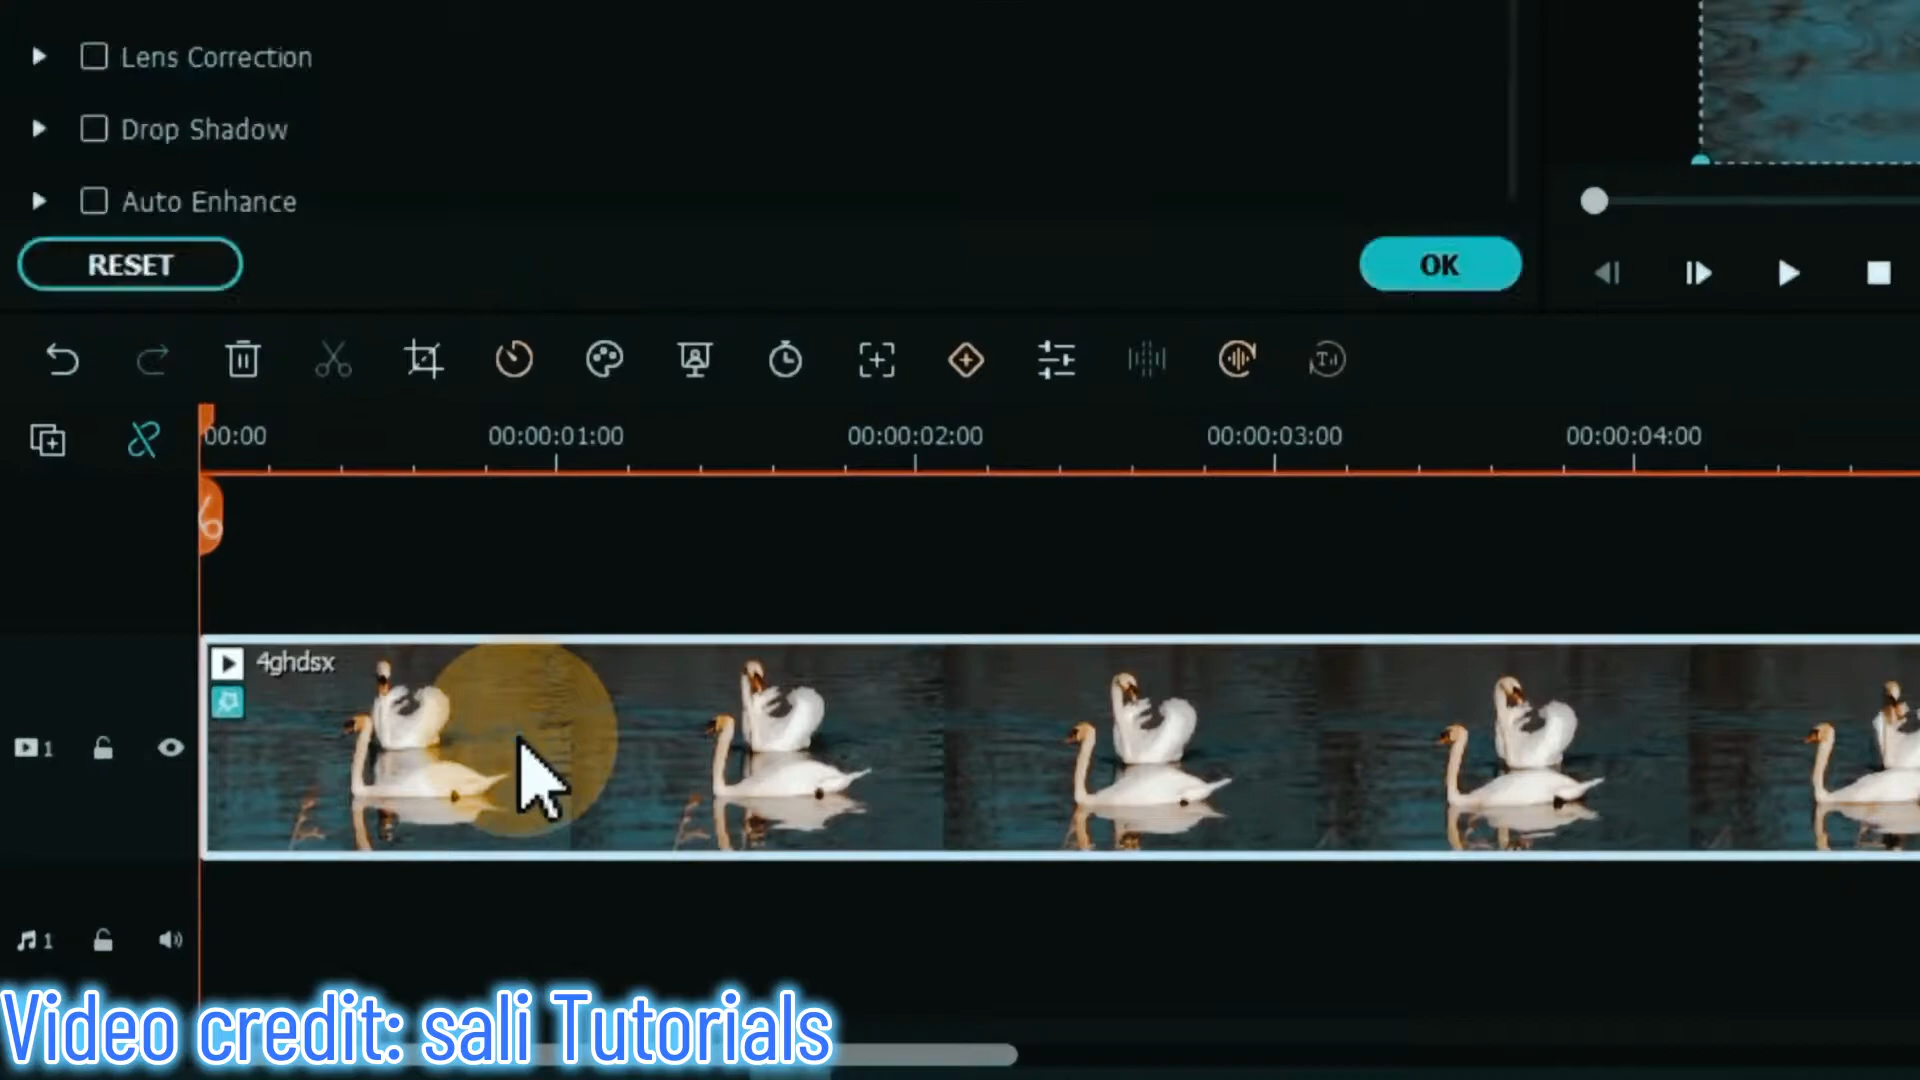 Lens Correction
Drop Shadow
Auto Enhance
RESET
OK
00:00
00:00:01:00
00:00:02:00
00:00:03:00
00:00:04:00
4ghdsx
1
1
Video credit: sali Tutorials